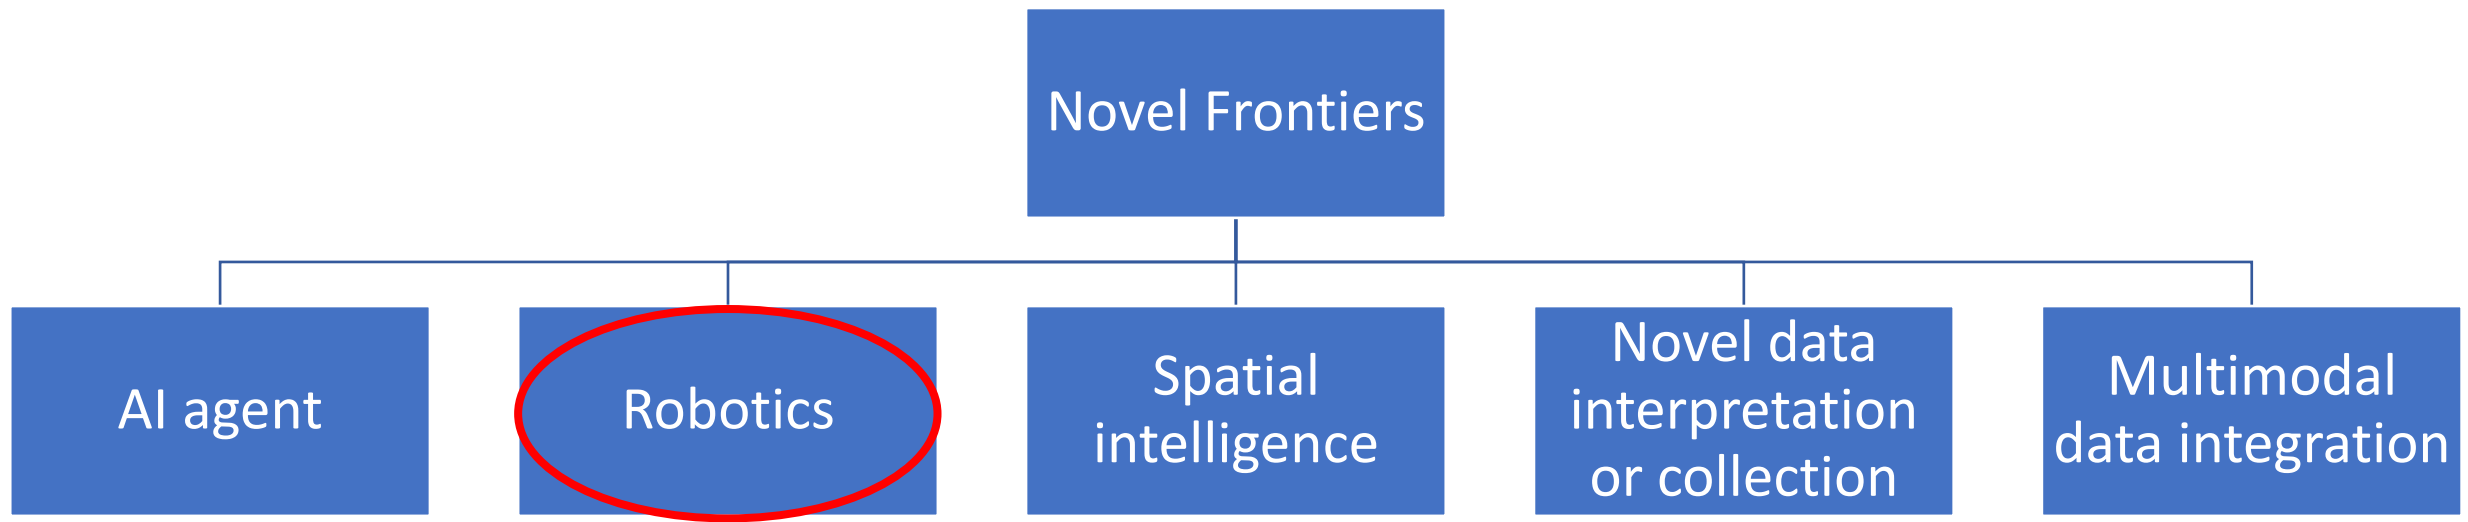 Novel Frontiers
AI agent
Robotics
Spatial
intelligence
Novel data
interpretation
or collection
Multimodal
data integration